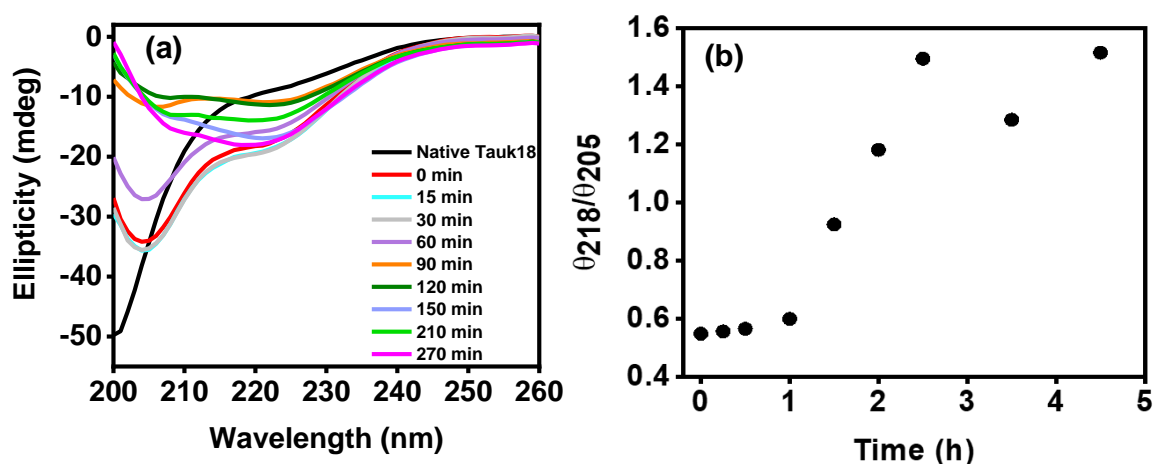 (a)
Ellipticity (mdeg)
0
-10
-20
-30
-40
-50
200 210 220 230 240 250 260
Wavelength (nm)
Native Tauk18
0 min
15 min
30 min
60 min
90 min
120 min
150 min
210 min
270 min
(b)
θ218/θ205
1.6
1.4
1.2
1.0
0.8
0.6
0.4
0 1 2 3 4 5
Time (h)